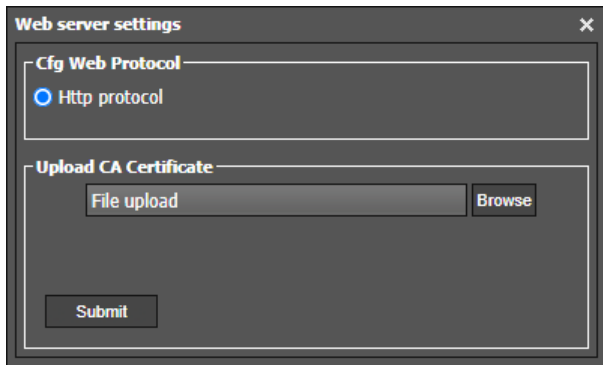 Web server settings
Cfg Web Protocol
Http protocol
Upload CA Certificate
File upload
Browse
Submit